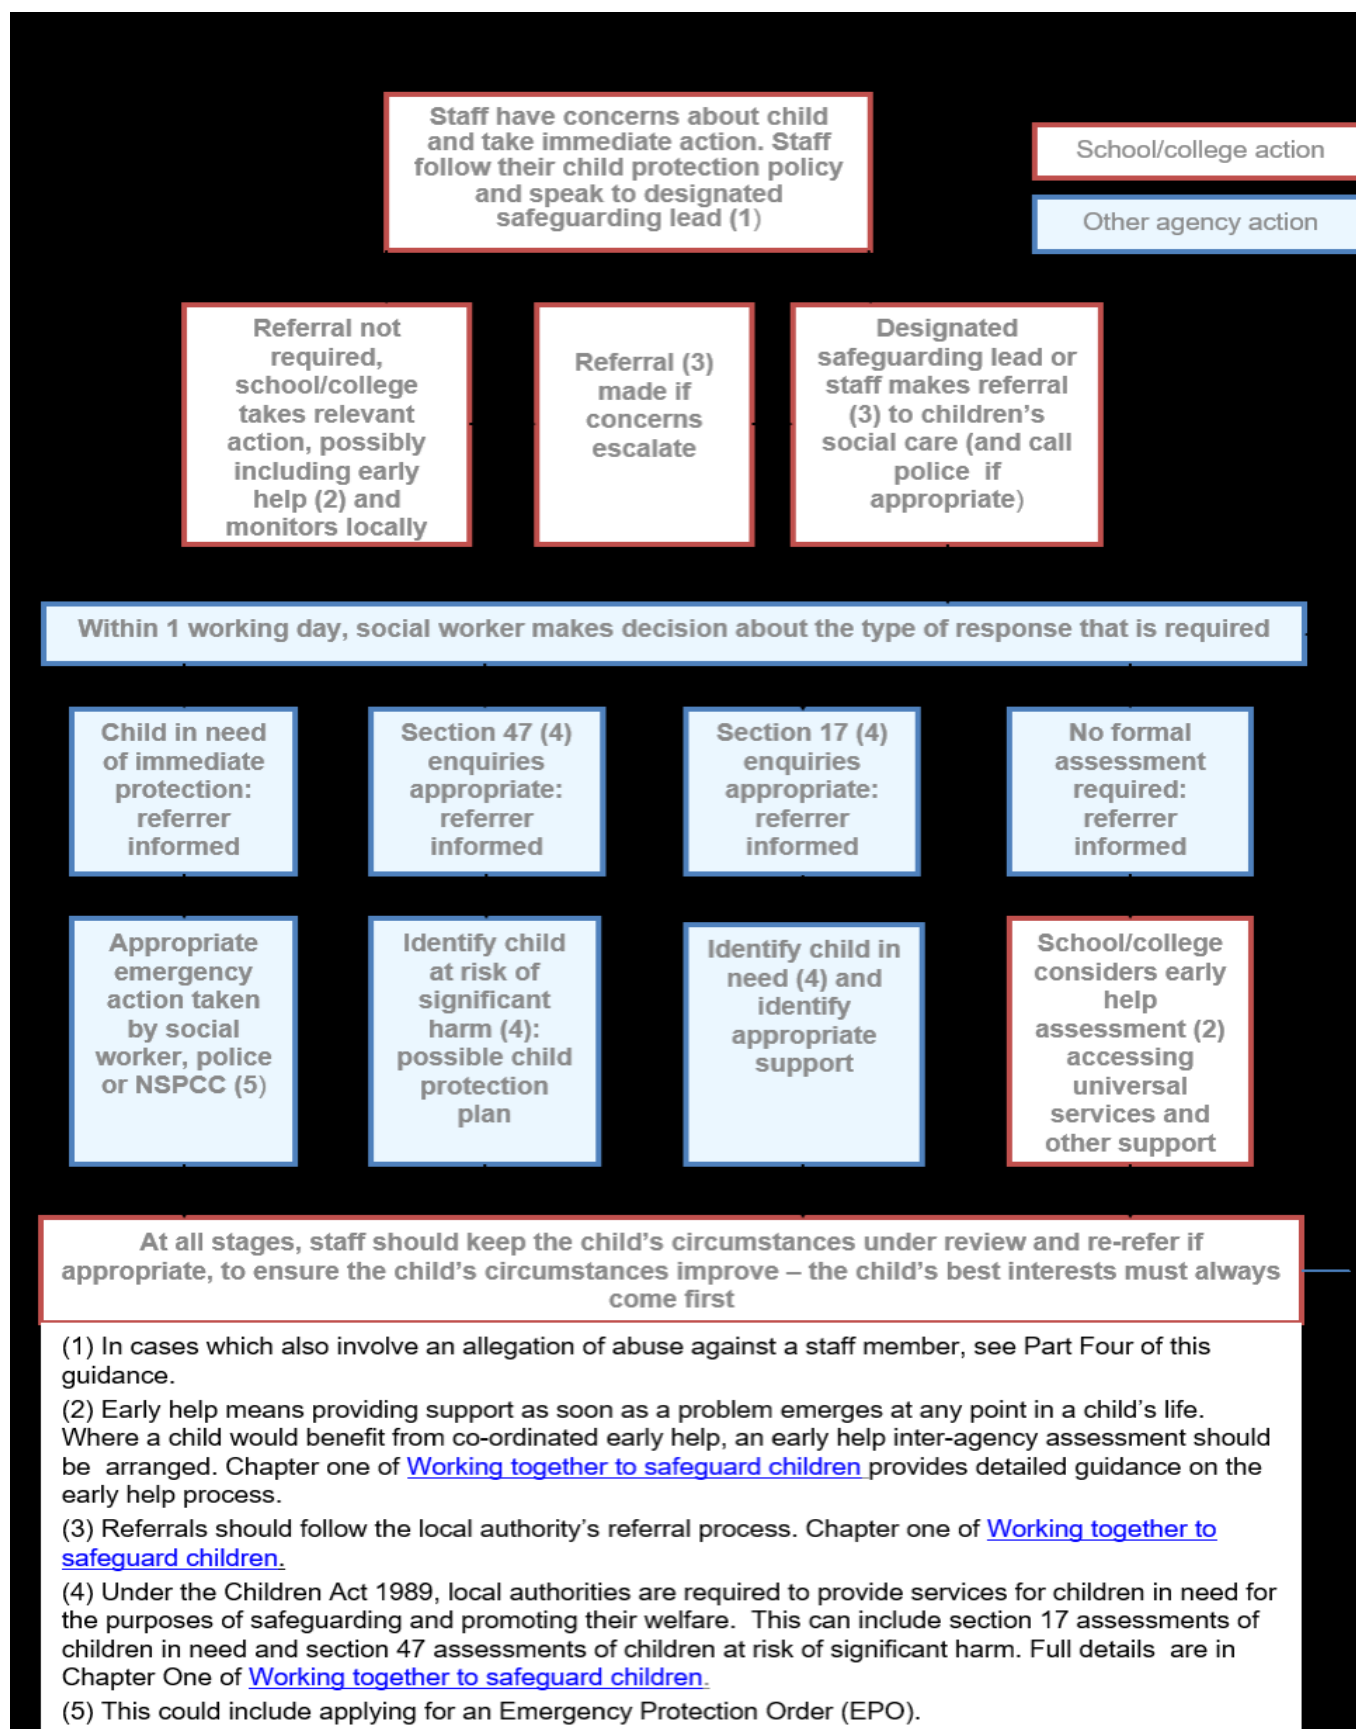 Staff have concerns about child
and take immediate action. Staff
follow their child protection policy
and speak to designated
safeguarding lead (1)
School/college action
Other agency action
Referral not
required,
school/college
takes relevant
action, possibly
including early
help (2) and
monitors locally
Referral (3)
made if
concerns
escalate
Designated
safeguarding lead or
staff makes referral
(3) to children’s
social care (and call
police  if
appropriate)
Within 1 working day, social worker makes decision about the type of response that is required
Child in need
of immediate
protection:
referrer
informed
Section 47 (4)
enquiries
appropriate:
referrer
informed
Section 17 (4)
enquiries
appropriate:
referrer
informed
No formal
assessment
required:
referrer
informed
Appropriate
emergency
action taken
by social
worker, police
or NSPCC (5)
Identify child
at risk of
significant
harm (4):
possible child
protection
plan
Identify child in
need (4) and
identify
appropriate
support
School/college
considers early
help
assessment (2)
accessing
universal
services and
other support
At all stages, staff should keep the child’s circumstances under review and re-refer if
appropriate, to ensure the child’s circumstances improve – the child’s best interests must always
come first
(1) In cases which also involve an allegation of abuse against a staff member, see Part Four of this
guidance.
(2) Early help means providing support as soon as a problem emerges at any point in a child’s life.
Where a child would benefit from co-ordinated early help, an early help inter-agency assessment should
be  arranged. Chapter one of Working together to safeguard children provides detailed guidance on the
early help process.
(3) Referrals should follow the local authority’s referral process. Chapter one of Working together to
safeguard children.
(4) Under the Children Act 1989, local authorities are required to provide services for children in need for
the purposes of safeguarding and promoting their welfare.  This can include section 17 assessments of
children in need and section 47 assessments of children at risk of significant harm. Full details  are in
Chapter One of Working together to safeguard children.
(5) This could include applying for an Emergency Protection Order (EPO).